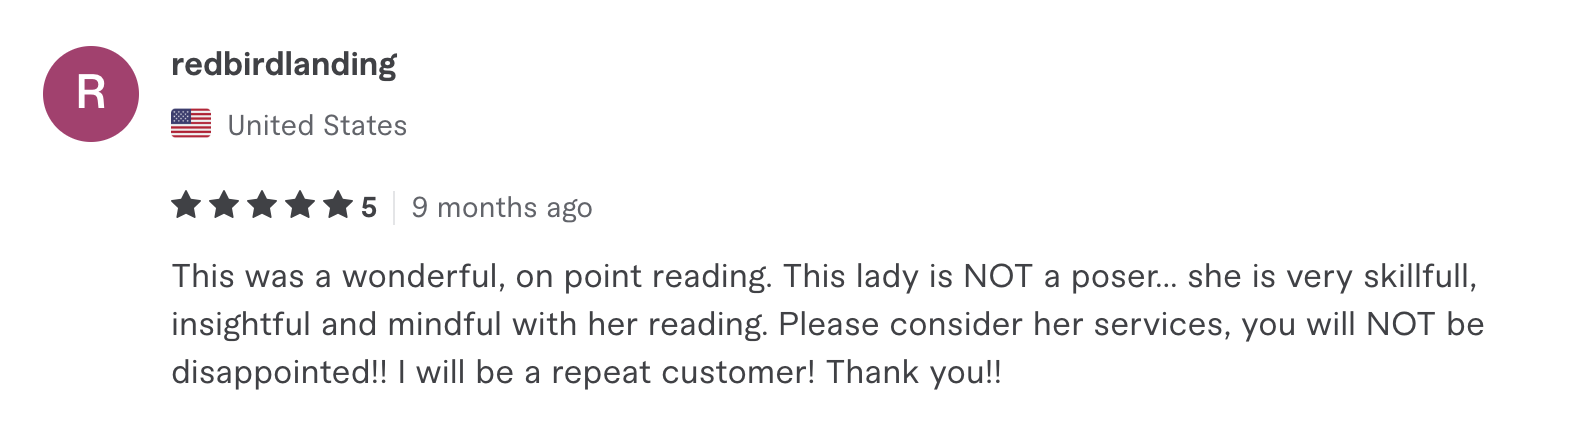 R
redbirdlanding
United States
5 9 months ago
This was a wonderful, on point reading. This lady is NOT a poser... she is very skillfull,
insightful and mindful with her reading. Please consider her services, you will NOT be
disappointed!! I will be a repeat customer! Thank you!!